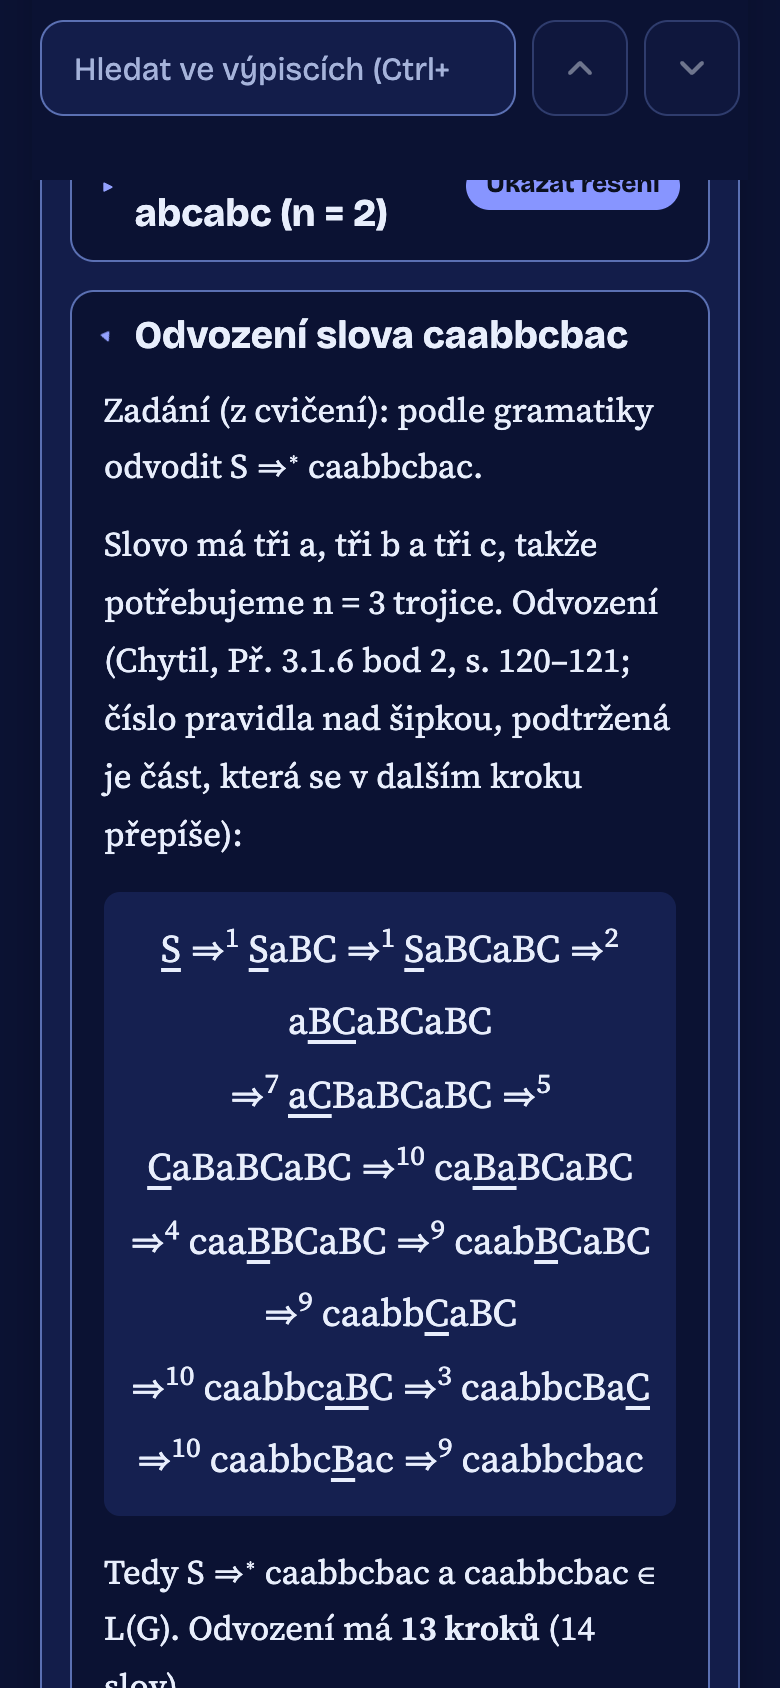 Hledat ve výpiscích (Ctrl+
Ukázat řešení
abcabc (n = 2)
Odvození slova caabbcbac
Zadání (z cvičení): podle gramatiky
odvodit S ⇒* caabbcbac.
Slovo má tři a, tři b a tři c, takže
potřebujeme n = 3 trojice. Odvození
(Chytil, Př. 3.1.6 bod 2, s. 120–121;
číslo pravidla nad šipkou, podtržená
je část, která se v dalším kroku
přepíše):
S ⇒¹ SaBC ⇒¹ SaBCaBC ⇒²
aBCaBCaBC
⇒⁷ aCBaBCaBC ⇒⁵
CaBaBCaBC ⇒¹⁰ caBaBCaBC
⇒⁴ caaBBCaBC ⇒⁹ caabBCaBC
⇒⁹ caabbCaBC
⇒¹⁰ caabbcaBC ⇒³ caabbcBaC
⇒¹⁰ caabbcBac ⇒⁹ caabbcbac
Tedy S ⇒* caabbcbac a caabbcbac ∈
L(G). Odvození má 13 kroků (14
slov)